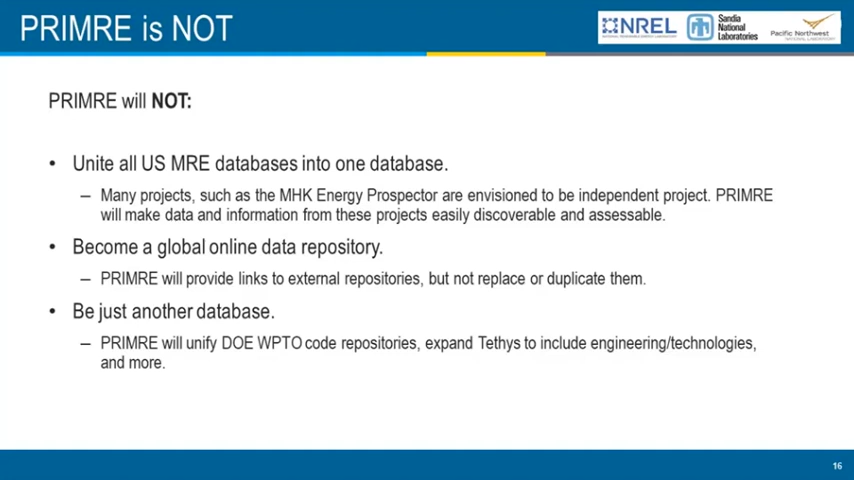 PRIMRE is NOT
NREL
NATIONAL RENEWABLE ENERGY LABORATORY
Sandia
National
Laboratories
Pacific Northwest
NATIONAL LABORATORY
PRIMRE will NOT:
• Unite all US MRE databases into one database.
– Many projects, such as the MHK Energy Prospector are envisioned to be independent project. PRIMRE
will make data and information from these projects easily discoverable and assessable.
• Become a global online data repository.
– PRIMRE will provide links to external repositories, but not replace or duplicate them.
• Be just another database.
– PRIMRE will unify DOE WPTO code repositories, expand Tethys to include engineering/technologies,
and more.
16